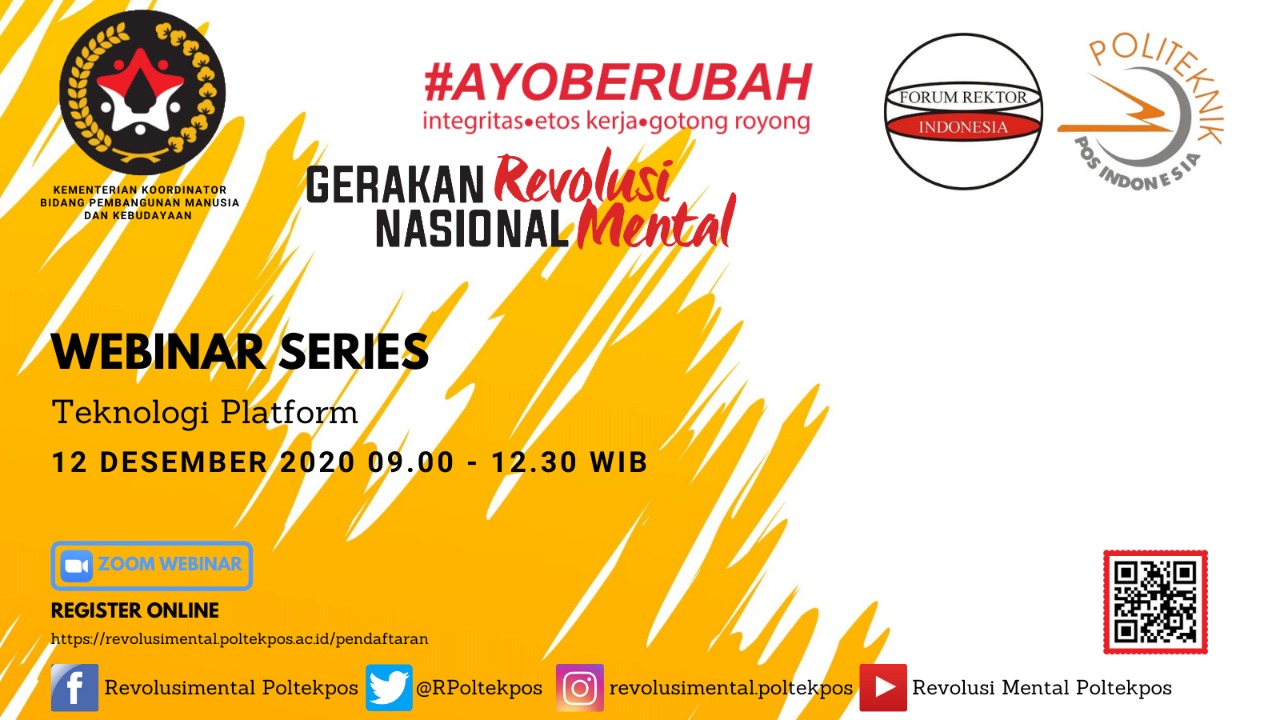 KEMENTERIAN KOORDINATOR
BIDANG PEMBANGUNAN MANUSIA
DAN KEBUDAYAAN
#AYOBERUBAH
integritas•etos kerja•gotong royong
GERAKAN Revolusi
NASIONAL Mental
FORUM REKTOR
INDONESIA
POLITEKNIK
POS INDONESIA
WEBINAR SERIES
Teknologi Platform
12 DESEMBER 2020 09.00 - 12.30 WIB
ZOOM WEBINAR
REGISTER ONLINE
https://revolusimental.poltekpos.ac.id/pendaftaran
Revolusimental Poltekpos @RPoltekpos revolusimental.poltekpos Revolusi Mental Poltekpos